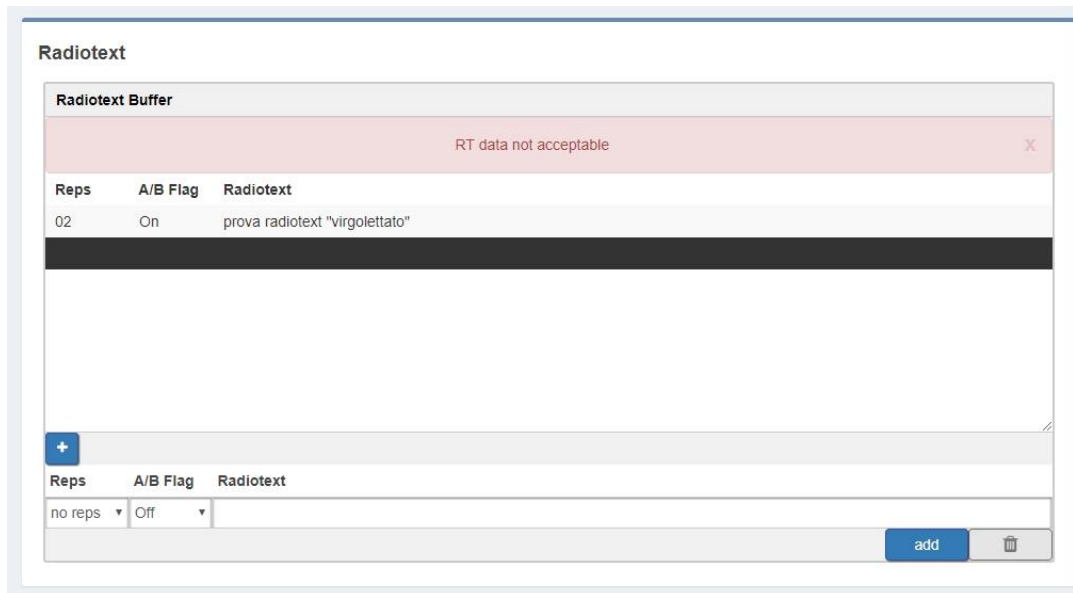 Radiotext
Radiotext Buffer
RT data not acceptable X
Reps A/B Flag Radiotext
02 On prova radiotext "virgolettato"
+
Reps A/B Flag Radiotext
no reps Off
add